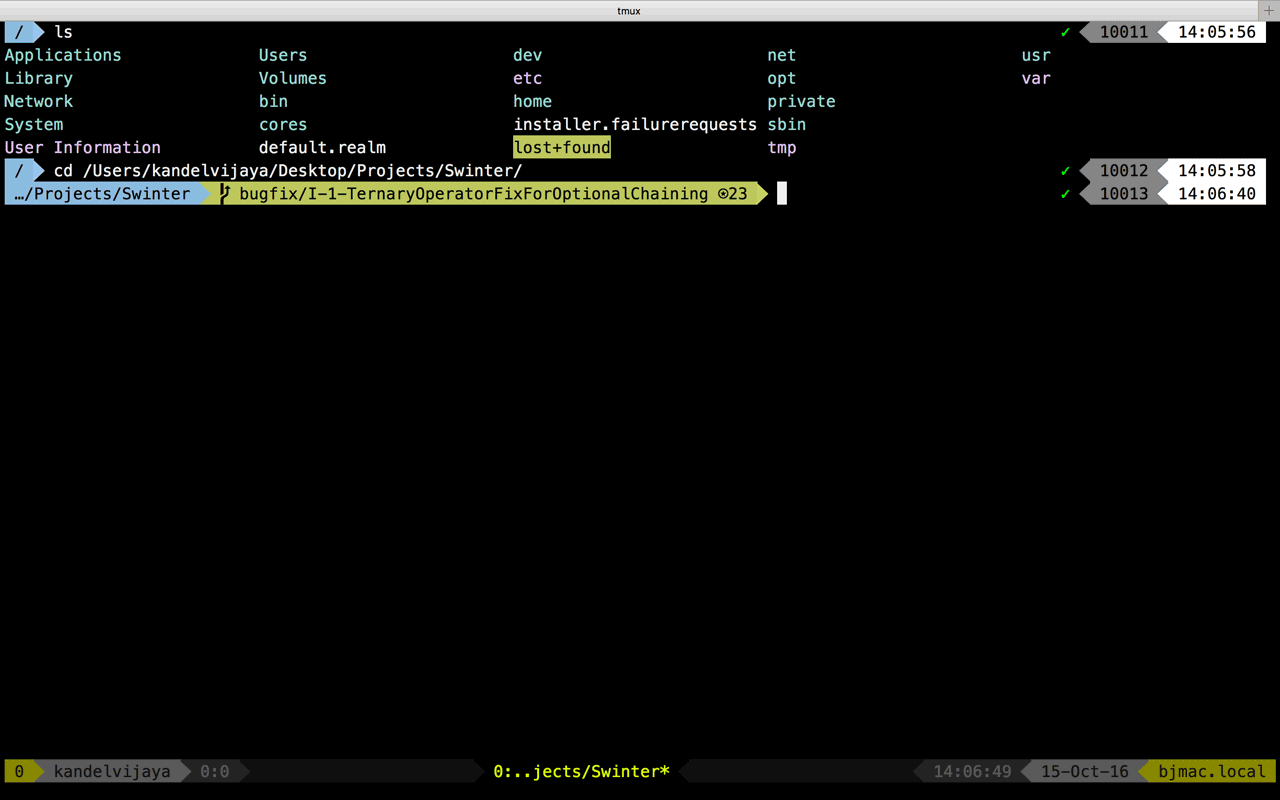 tmux +
/ ls ✓ 10011 14:05:56
Applications Users dev net usr
Library Volumes etc opt var
Network bin home private
System cores installer.failurerequests sbin
User Information default.realm lost+found tmp
/ cd /Users/kandelvijaya/Desktop/Projects/Swinter/ ✓ 10012 14:05:58
…/Projects/Swinter bugfix/I-1-TernaryOperatorFixForOptionalChaining ⍟23 ✓ 10013 14:06:40
0 kandelvijaya 0:0 0:..jects/Swinter* 14:06:49 15-Oct-16 bjmac.local